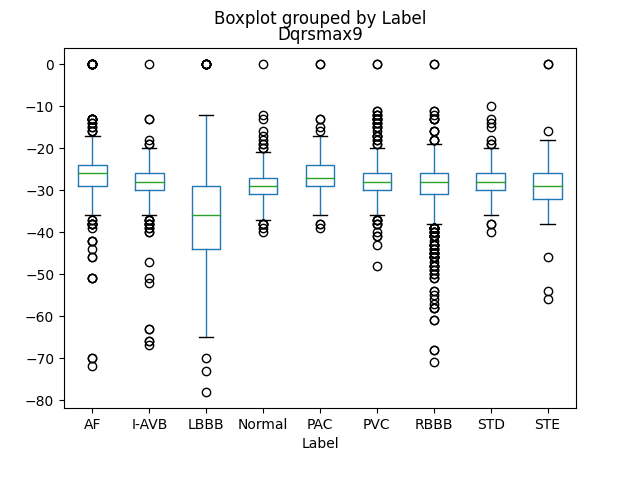 Boxplot grouped by Label
Dqrsmax9
0
−10
−20
−30
−40
−50
−60
−70
−80
AF I-AVB LBBB Normal PAC PVC RBBB STD STE
Label